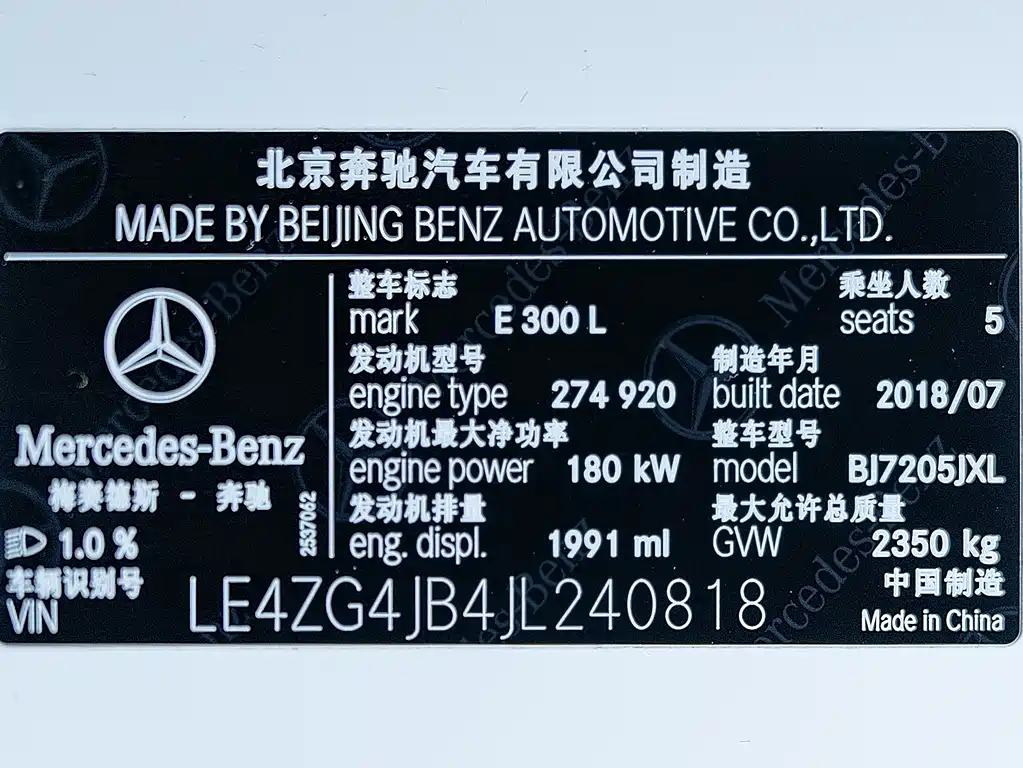 北京奔驰汽车有限公司制造
MADE BY BEIJING BENZ AUTOMOTIVE CO.,LTD.
整车标志 乘坐人数
mark E 300 L seats 5
发动机型号 制造年月
engine type 274 920 built date 2018/07
发动机最大净功率 整车型号
engine power 180 kW model BJ7205JXL
发动机排量 最大允许总质量
eng. displ. 1991 ml GVW 2350 kg
Mercedes-Benz
梅赛德斯 - 奔驰
2537062
1.0 %
车辆识别号
VIN LE4ZG4JB4JL240818
中国制造
Made in China